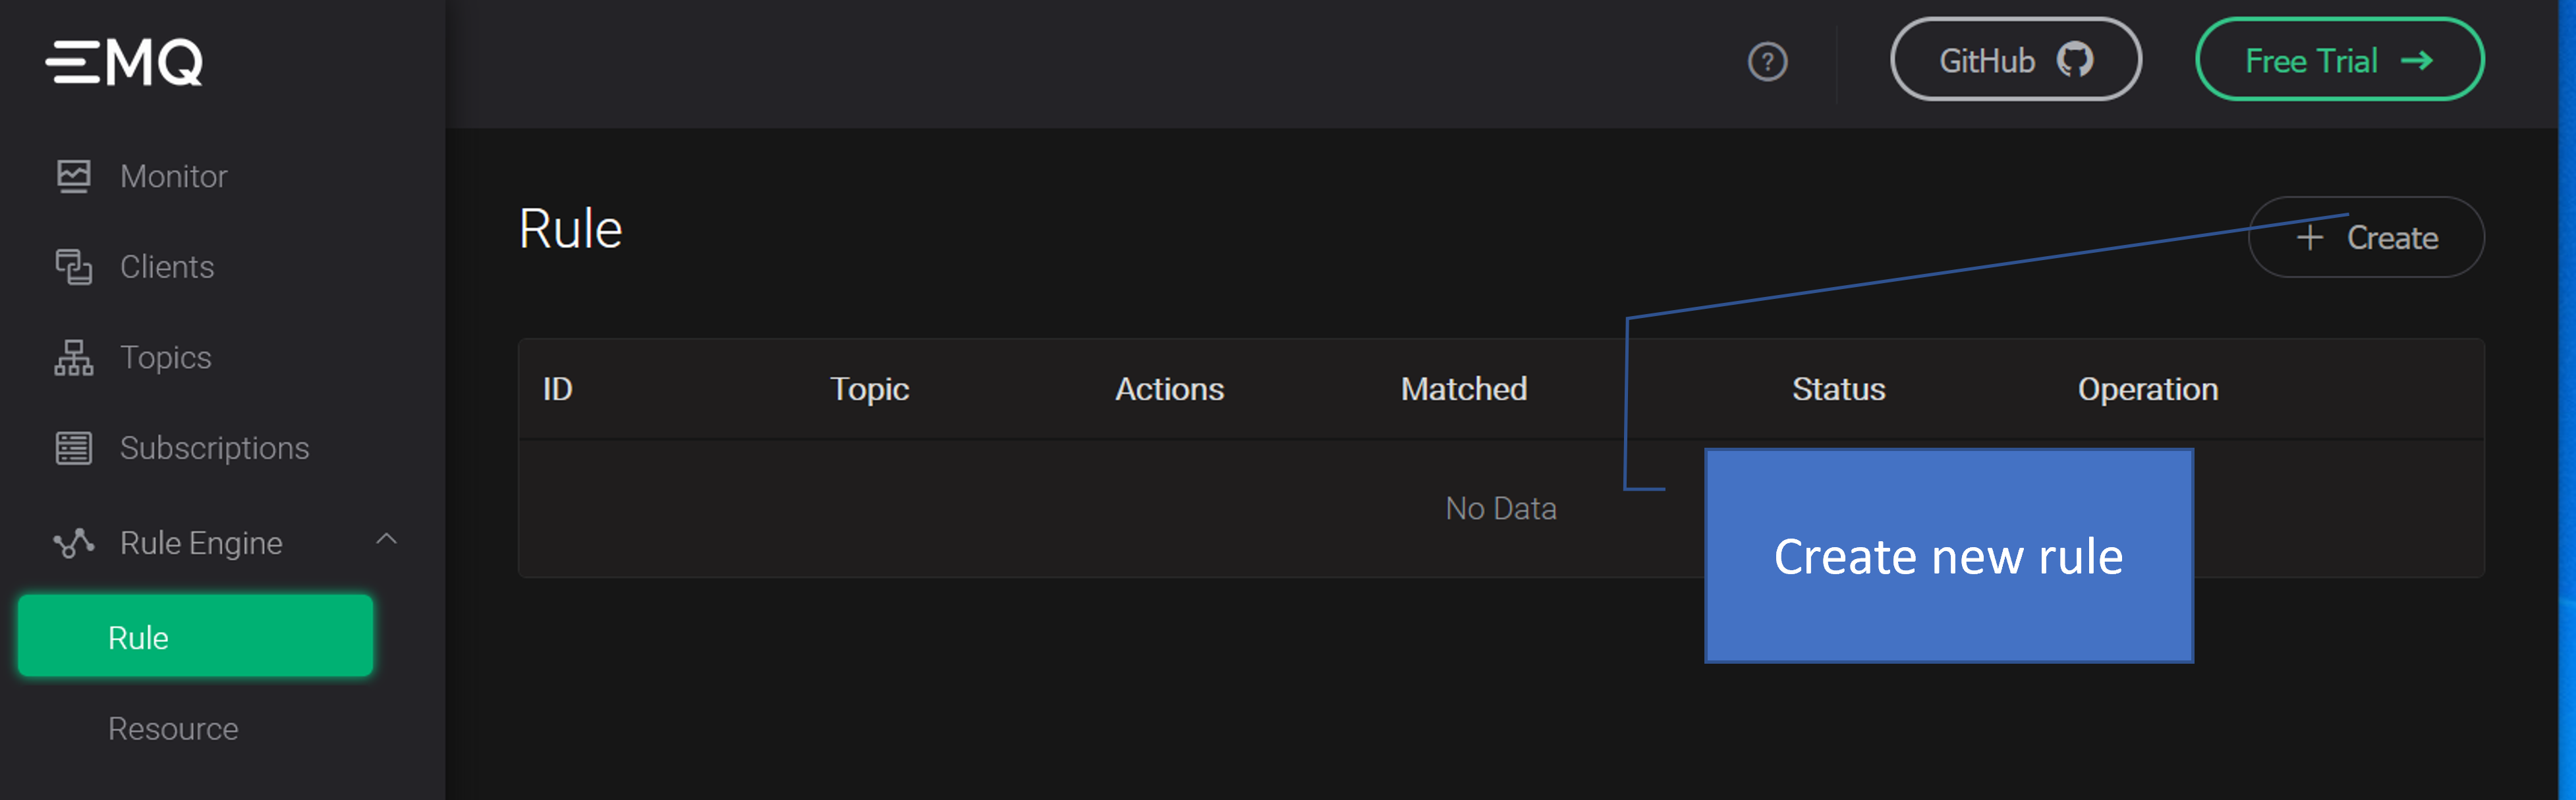 EMQ
GitHub
Free Trial
Monitor
Clients
Topics
Subscriptions
Rule Engine
Rule
Resource
Rule
+ Create
ID Topic Actions Matched Status Operation
No Data
Create new rule